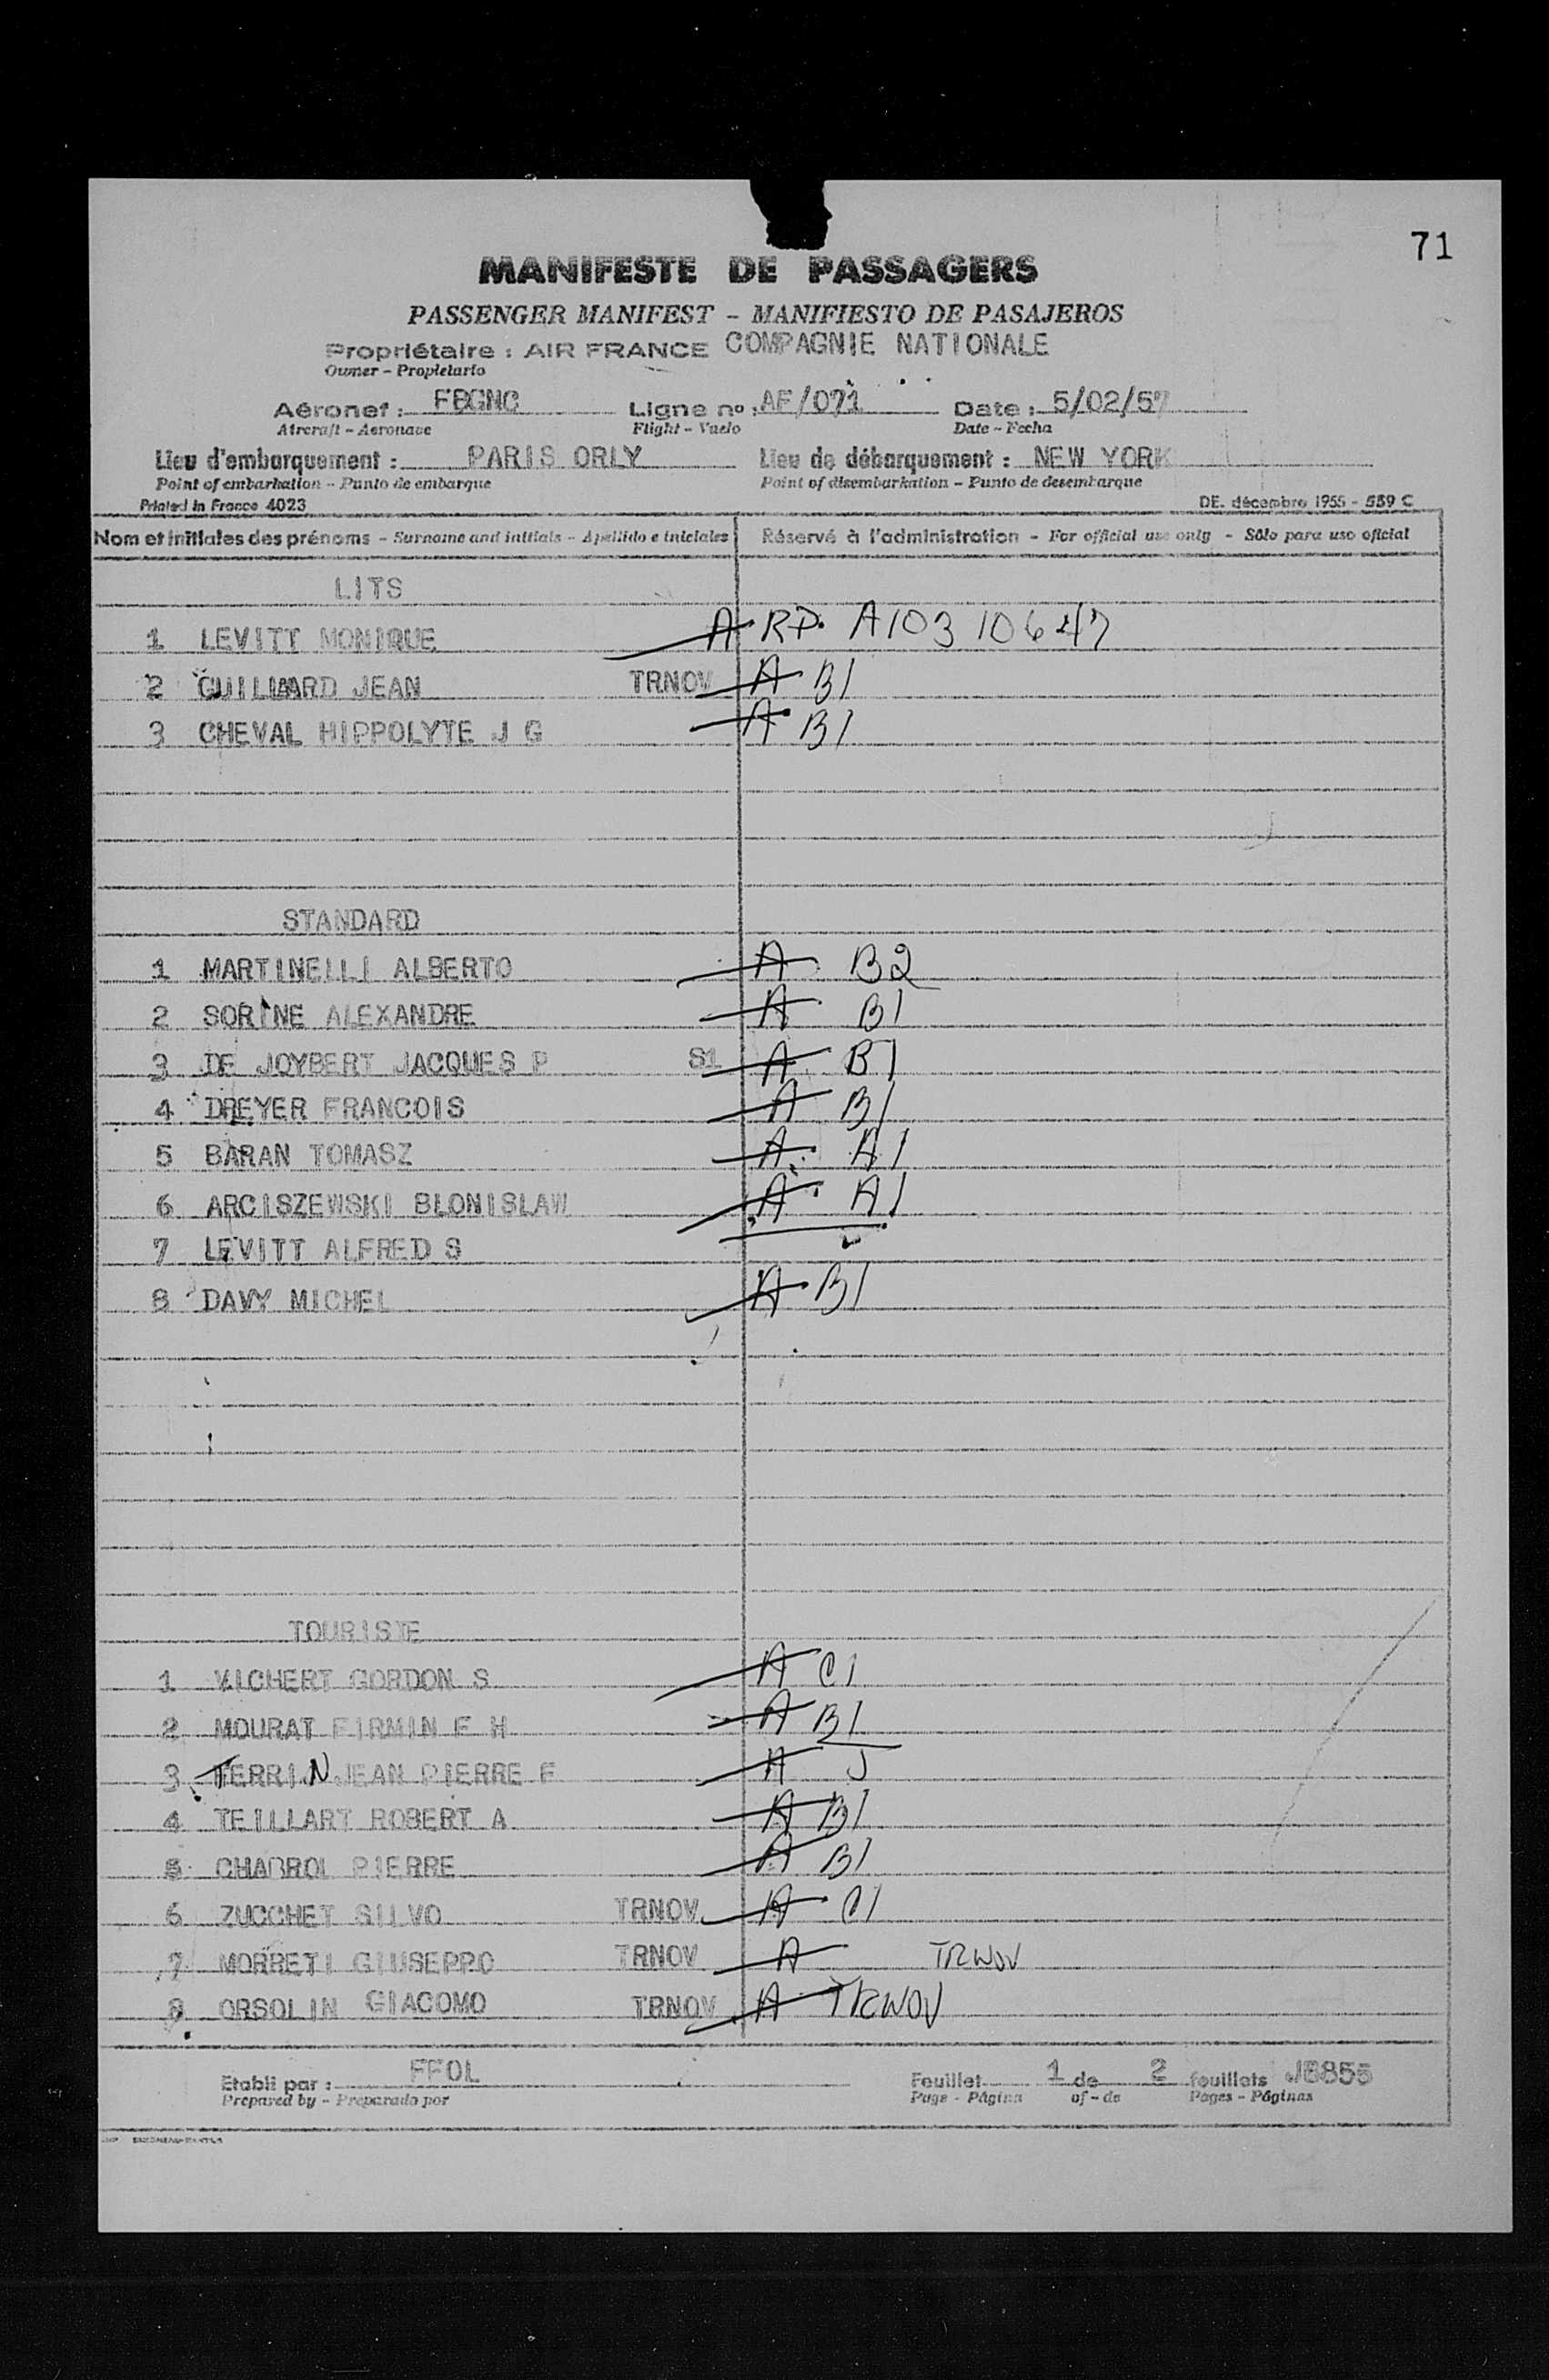 71
MANIFESTE DE PASSAGERS
PASSENGER MANIFEST - MANIFIESTO DE PASAJEROS
Propriétaire : AIR FRANCE COMPAGNIE NATIONALE
Owner - Propietario
Aéronef : FBGNC Ligne no : AF/071 Date : 5/02/57
Aircraft - Aeronave Flight - Vuelo Date - Fecha
Lieu d'embarquement : PARIS ORLY Lieu de débarquement : NEW YORK
Point of embarkation - Punto de embarque Point of disembarkation - Punto de desembarque
Printed in France 4023 DE. décembre 1955 - 559 C
Nom et initiales des prénoms - Surname and initials - Apellido e iniciales Réservé à l'administration - For official use only - Sólo para uso oficial
LITS
1 LEVITT MONIQUE A RP. A10310647
2 GUILLARD JEAN TRNOV A B1
3 CHEVAL HIPPOLYTE J G A B1
STANDARD
1 MARTINELLI ALBERTO A B2
2 SORINE ALEXANDRE A B1
3 DE JOYBERT JACQUES P S1 A B1
4 DREYER FRANCOIS A B1
5 BARAN TOMASZ A A1
6 ARCISZEWSKI BLONISLAW A A1
7 LEVITT ALFRED S
8 DAVY MICHEL A B1
TOURISTE
1 VICHERT GORDON S A C1
2 MOURAT FIRMIN F H A B1
3 TERRIN JEAN PIERRE F A J
4 TEILLART ROBERT A A B1
5 CHABROL PIERRE A B1
6 ZUCCHET SILVO TRNOV A C1
7 MORRETI GIUSEPPO TRNOV A TRWOV
8 ORSOLIN GIACOMO TRNOV A TRWOV
Etabli par : FFOL Feuillet 1 de 2 feuillets JB855
Prepared by - Preparado por Page - Página of - de Pages - Páginas